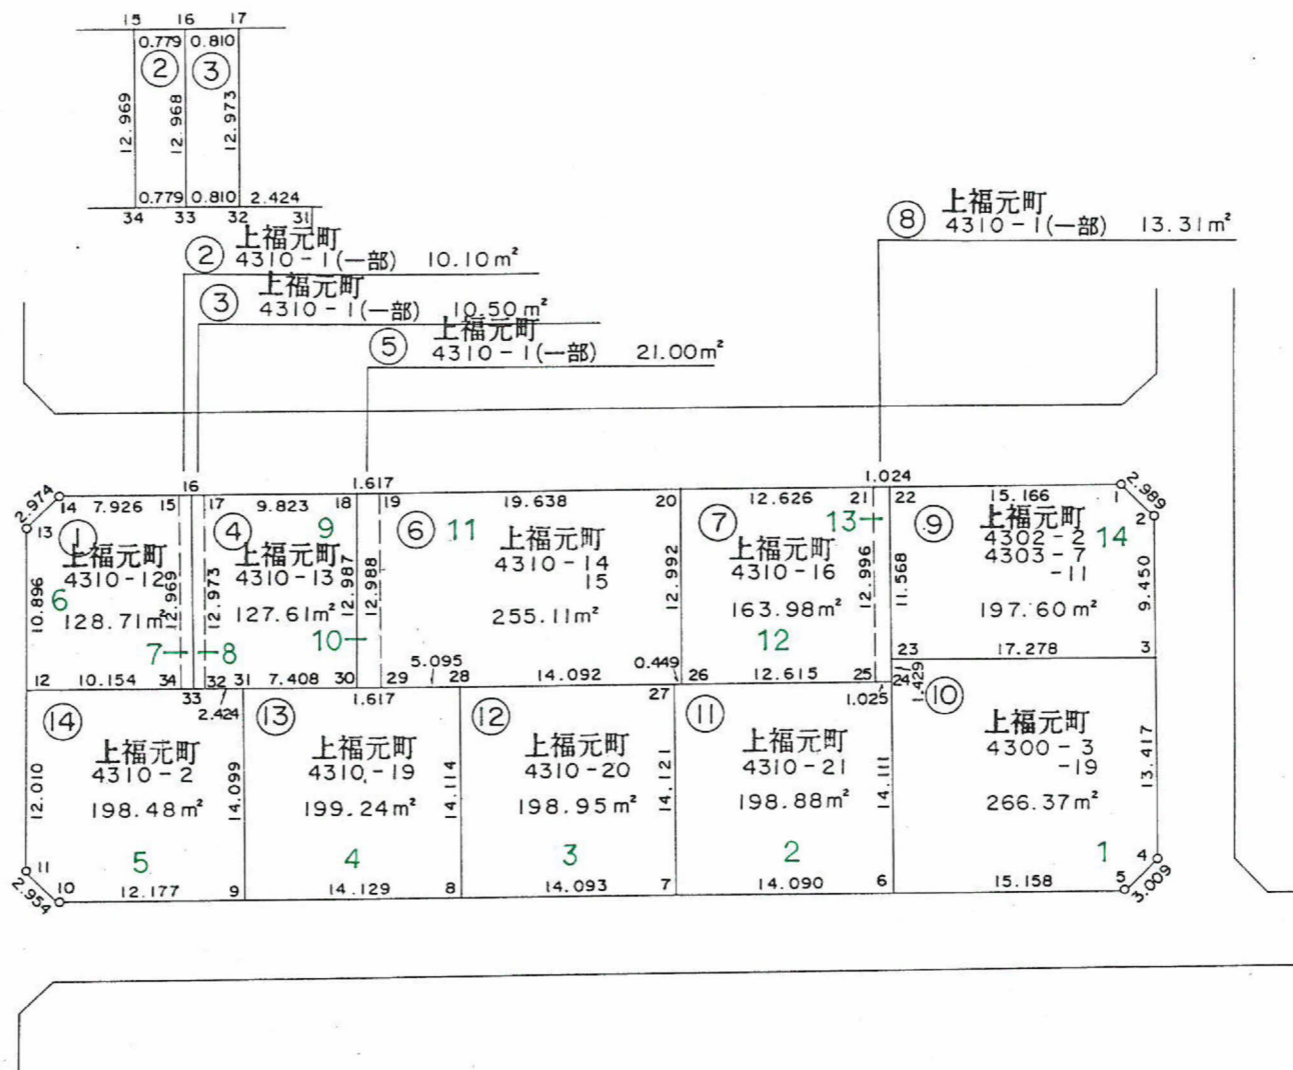 15 16 17
0.779 0.810
② ③
12.969 12.968 12.973
0.779 0.810 2.424
34 33 32 31
② 上福元町
4310-1(一部) 10.10㎡
③ 上福元町
4310-1(一部) 10.50㎡
⑤ 上福元町
4310-1(一部) 21.00㎡
⑧ 上福元町
4310-1(一部) 13.31㎡
16 1.617 1.024
2.974 14 7.926 15 17 9.823 18 19 19.638 20 12.626 21 22 15.166 1 2.989
13 2
① 上福元町
4310-12
128.71㎡
6
10.896
12.969
7
12.973
8
④ 上福元町
4310-13
127.61㎡
9
12.987
10
12.988
⑥ 11
上福元町
4310-14
15
255.11㎡
12.992
⑦ 上福元町
4310-16
163.98㎡
12
13
12.996
11.568
⑨ 上福元町
4302-2
4303-7
-11
197.60㎡
14
9.450
23 17.278 3
12 10.154 34 33 32 31 7.408 30 29 5.095 28 14.092 0.449 26 12.615 25 24
2.424 1.617 27 1.025 1.429
⑭ 上福元町
4310-2
198.48㎡
5
12.010
14.099
⑬ 上福元町
4310-19
199.24㎡
4
14.114
⑫ 上福元町
4310-20
198.95㎡
3
14.121
⑪ 上福元町
4310-21
198.88㎡
2
14.111
⑩ 上福元町
4300-3
-19
266.37㎡
1
13.417
11 4
2.954 10 12.177 9 14.129 8 14.093 7 14.090 6 15.158 5 3.009